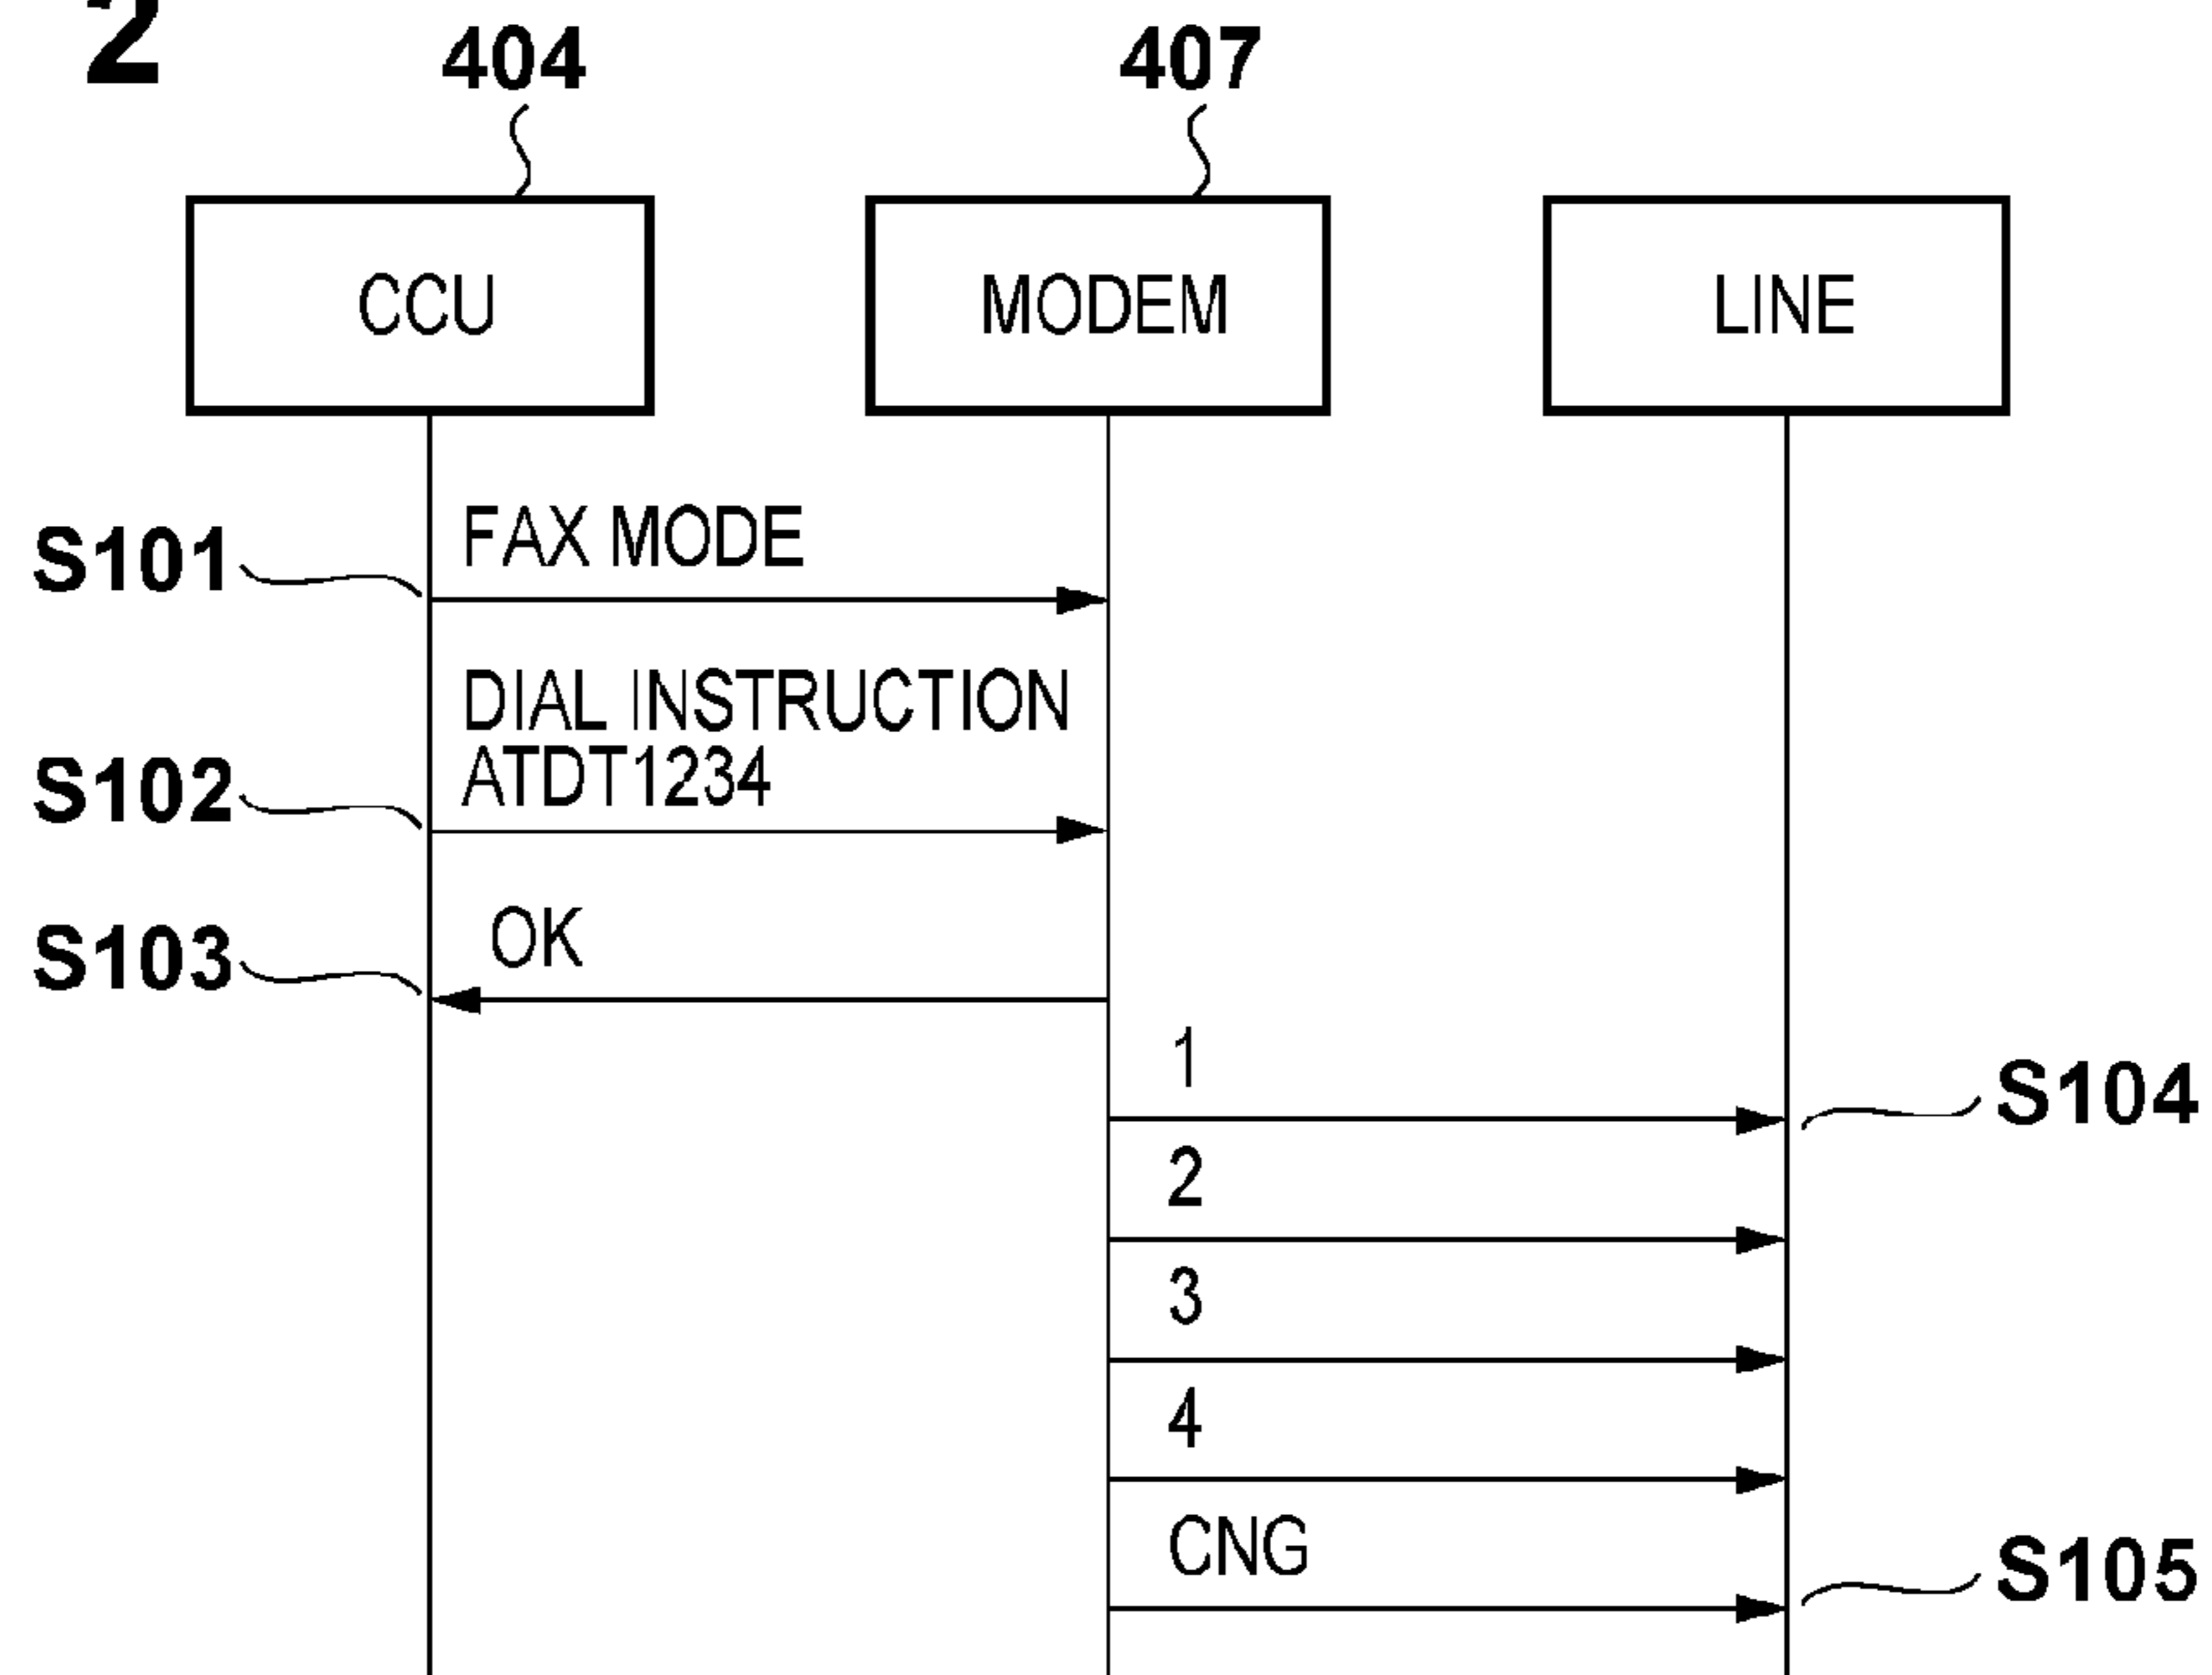 2
404
407
CCU
MODEM
LINE
FAX MODE
S101
DIAL INSTRUCTION
ATDT1234
S102
OK
S103
1
S104
2
3
4
CNG
S105